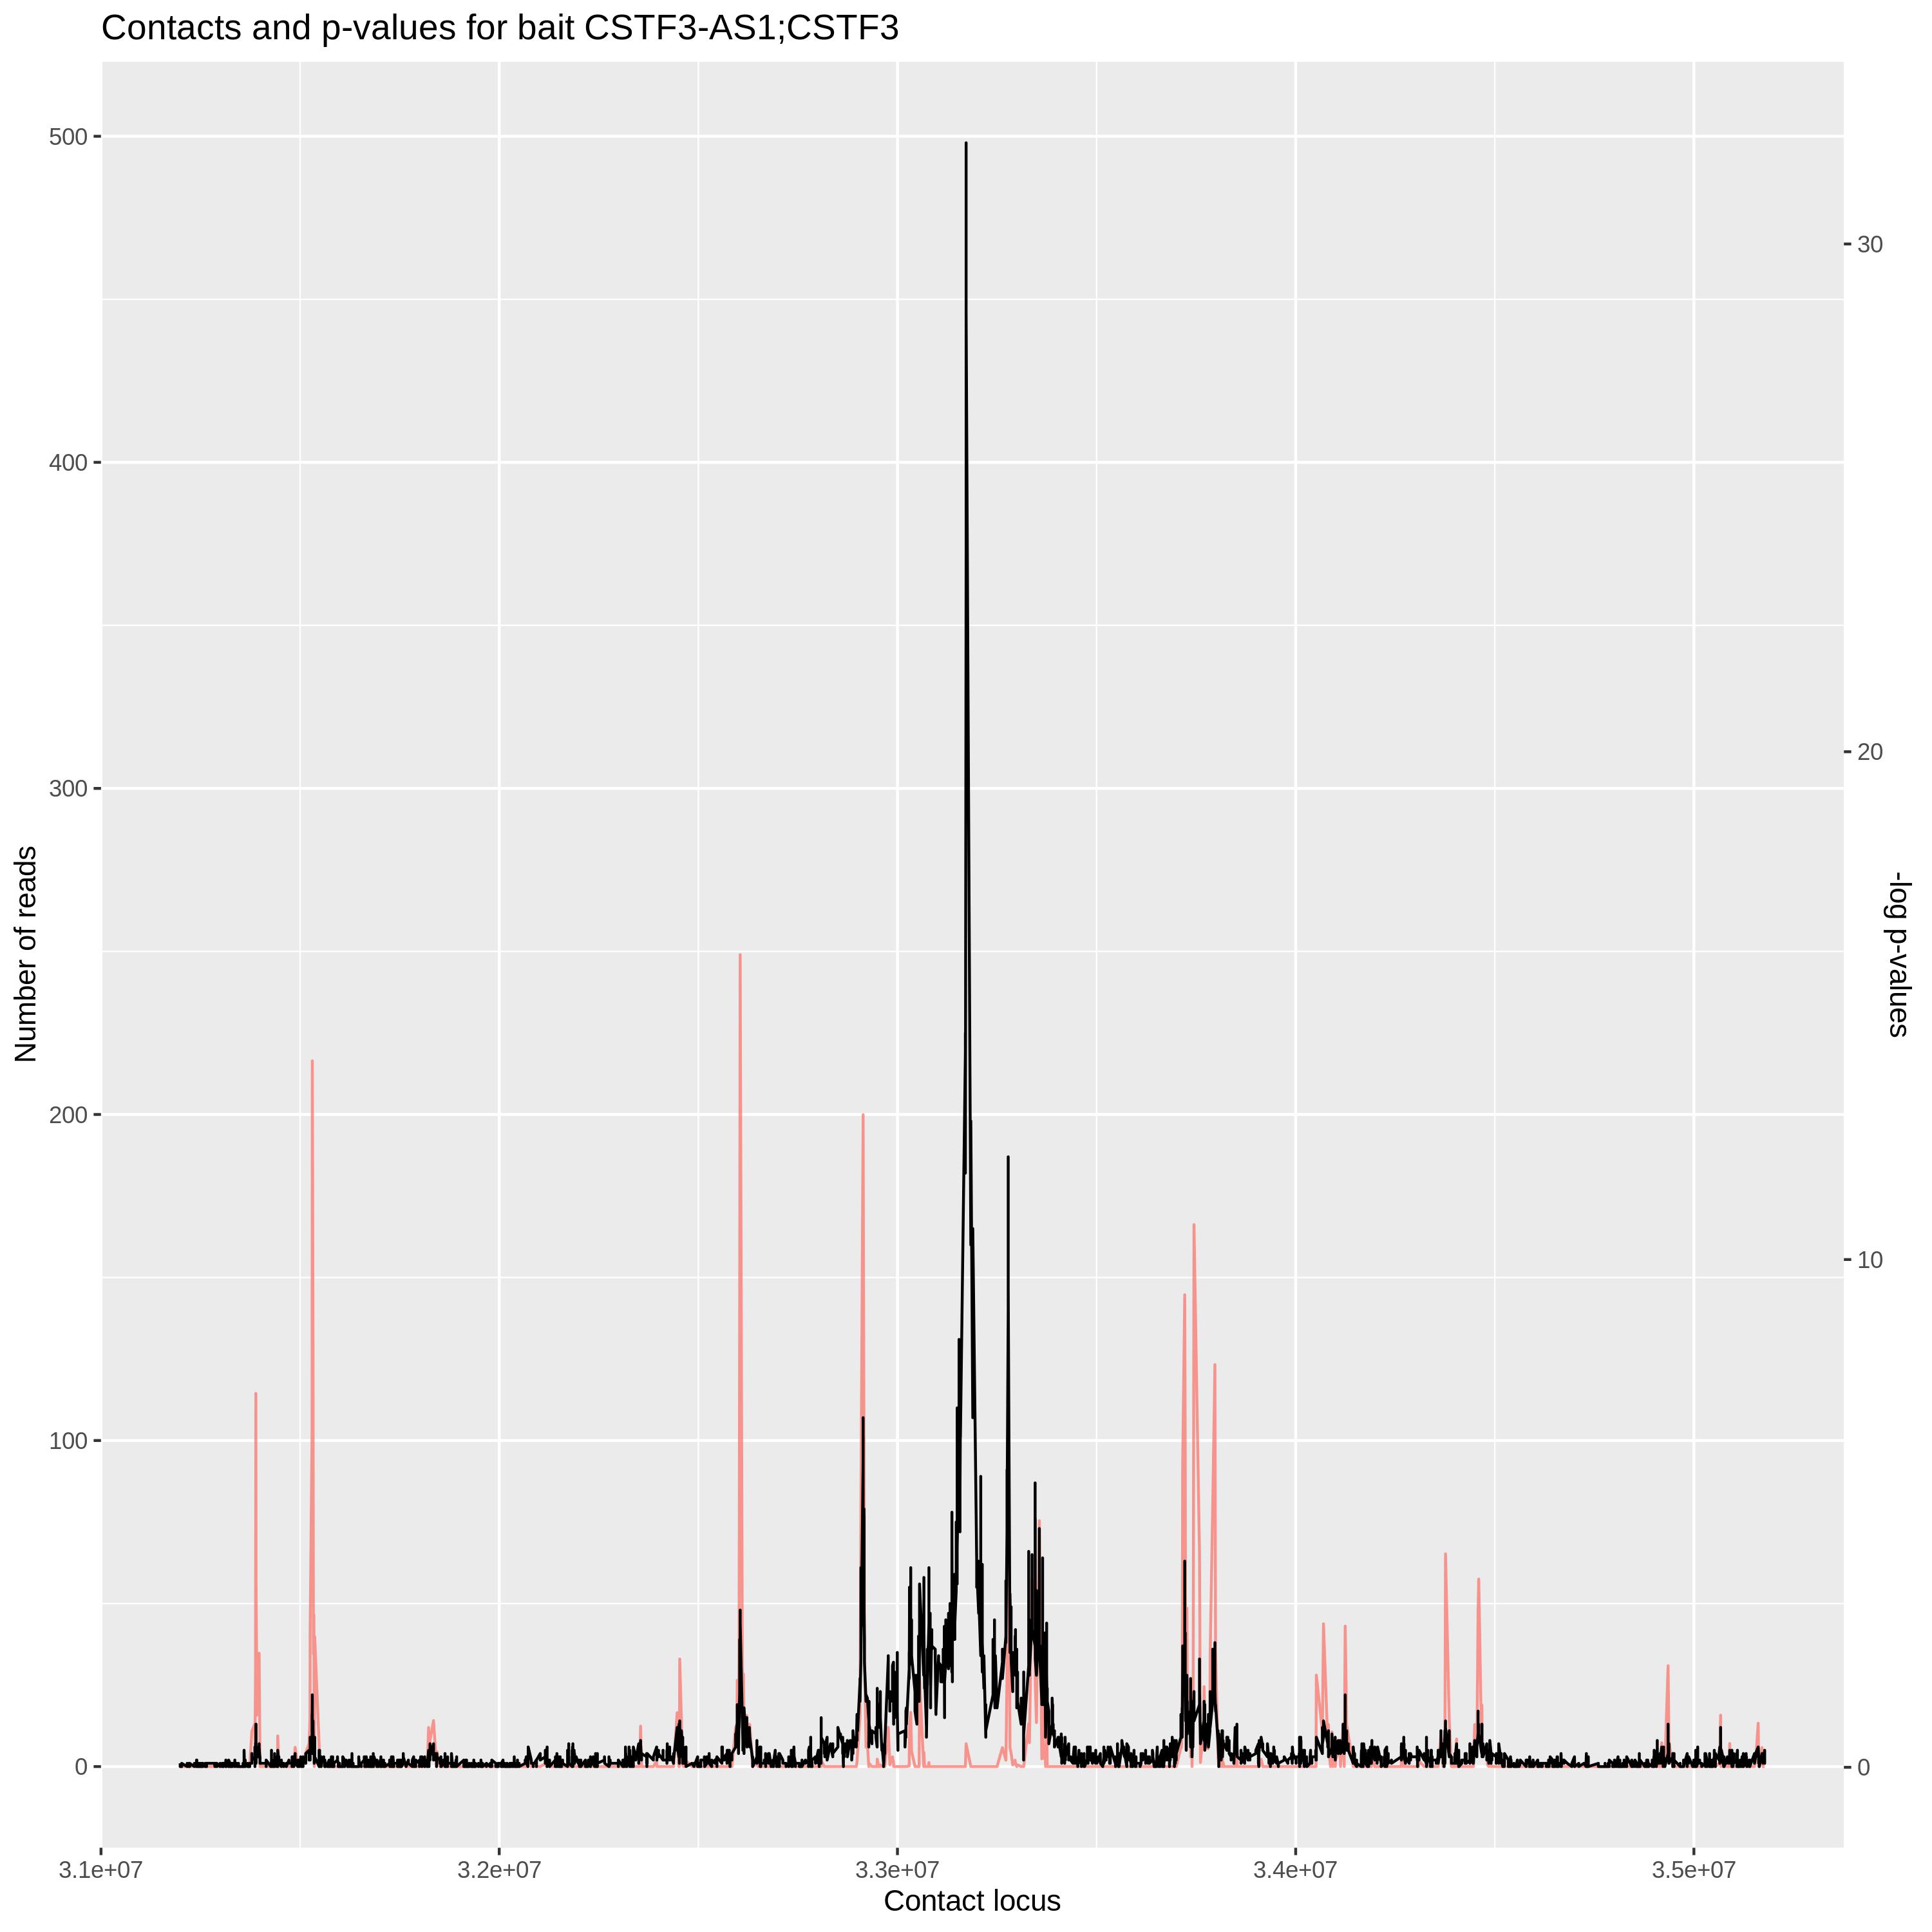 Contacts and p-values for bait CSTF3-AS1;CSTF3
500
400
300
200
100
0
Number of reads
30
20
10
0
-log p-values
3.1e+07
3.2e+07
3.3e+07
3.4e+07
3.5e+07
Contact locus